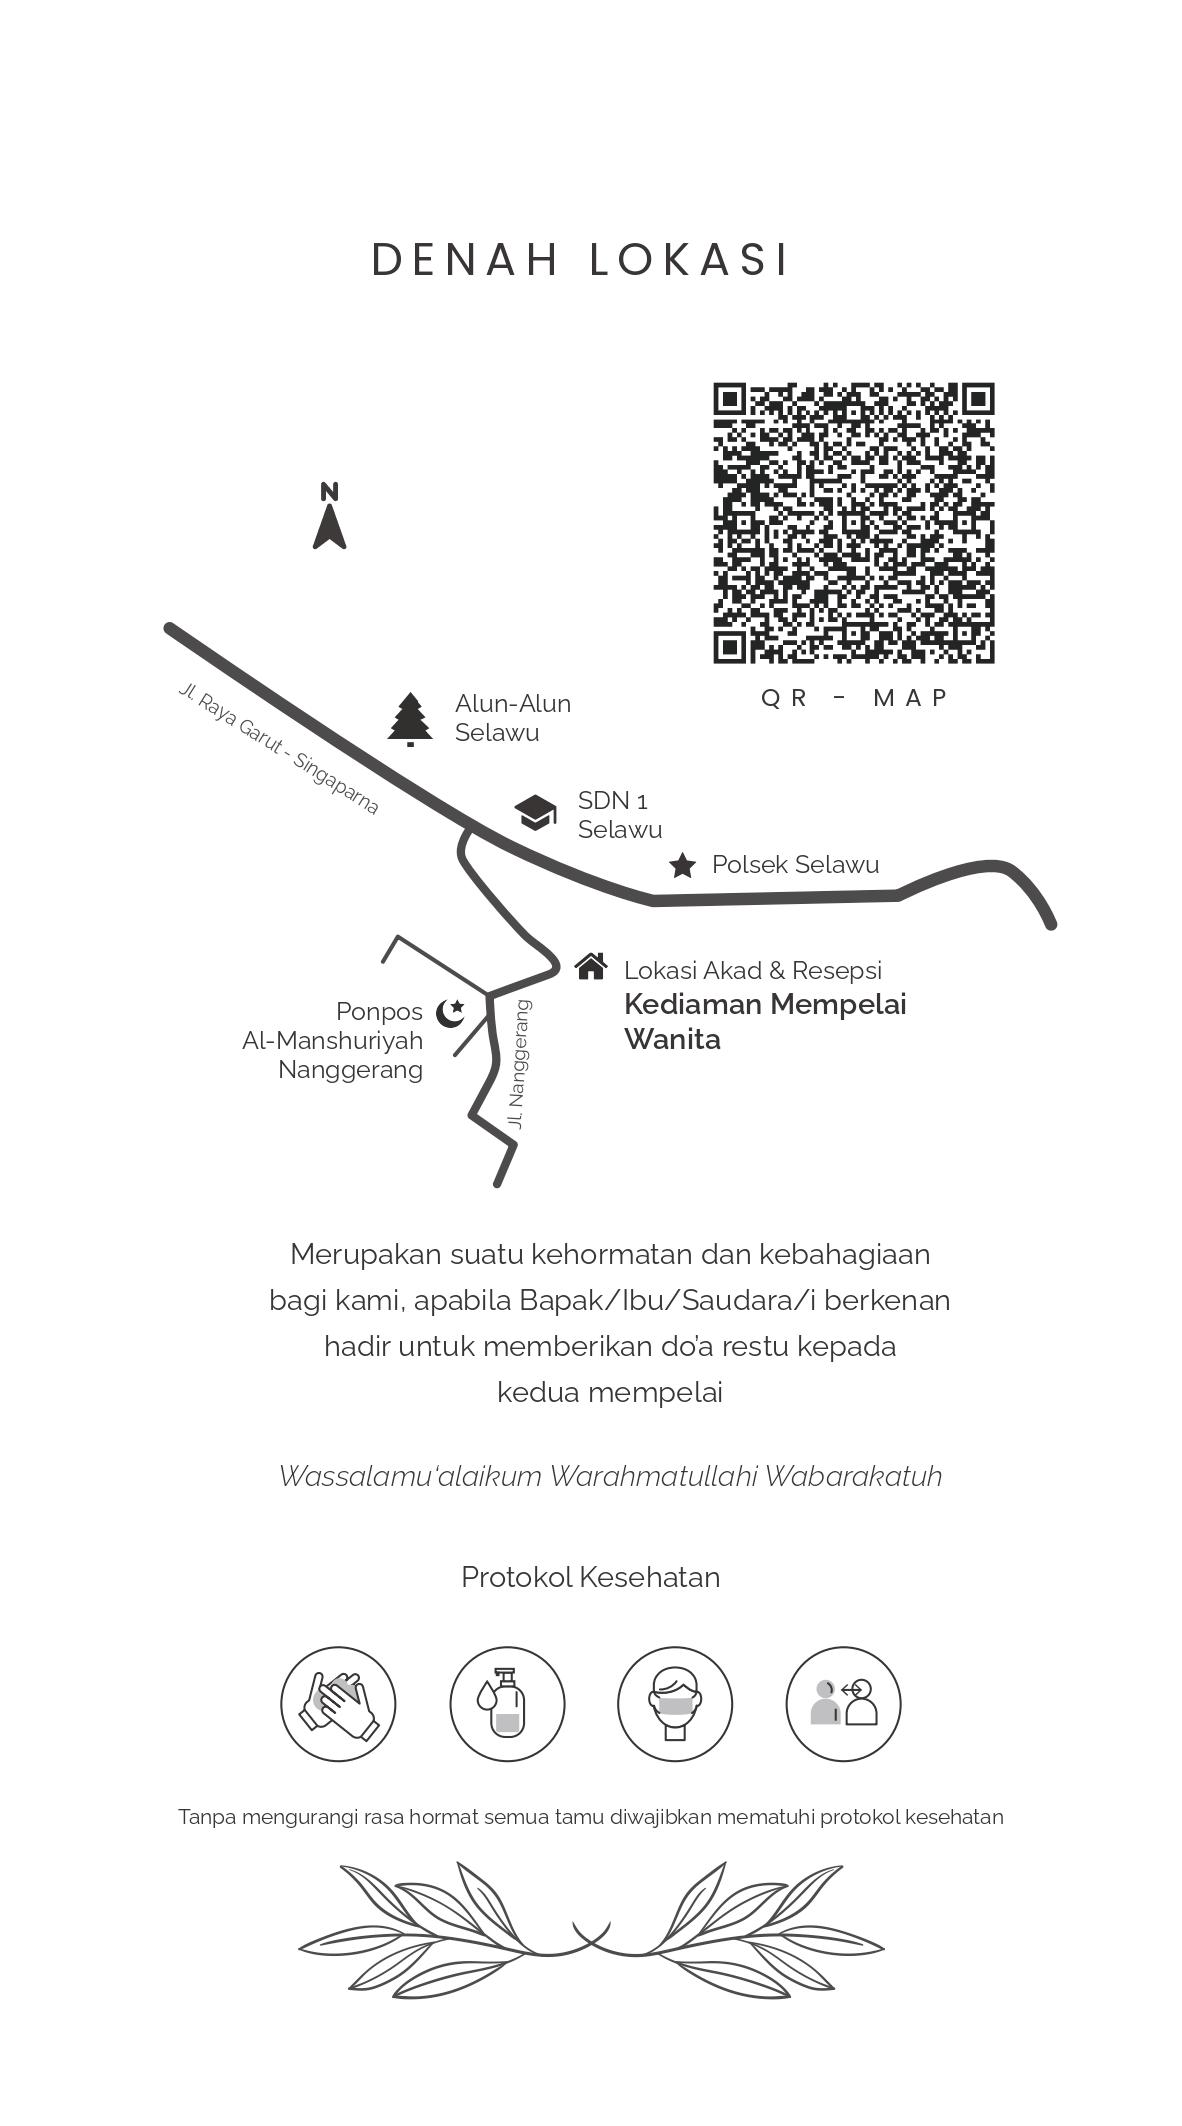 DENAH LOKASI
N
QR - MAP
Jl. Raya Garut - Singaparna
Alun-Alun
Selawu
SDN 1
Selawu
Polsek Selawu
Lokasi Akad & Resepsi
Kediaman Mempelai
Wanita
Ponpos
Al-Manshuriyah
Nanggerang
Jl. Nanggerang
Merupakan suatu kehormatan dan kebahagiaan
bagi kami, apabila Bapak/Ibu/Saudara/i berkenan
hadir untuk memberikan do’a restu kepada
kedua mempelai
Wassalamu‘alaikum Warahmatullahi Wabarakatuh
Protokol Kesehatan
Tanpa mengurangi rasa hormat semua tamu diwajibkan mematuhi protokol kesehatan